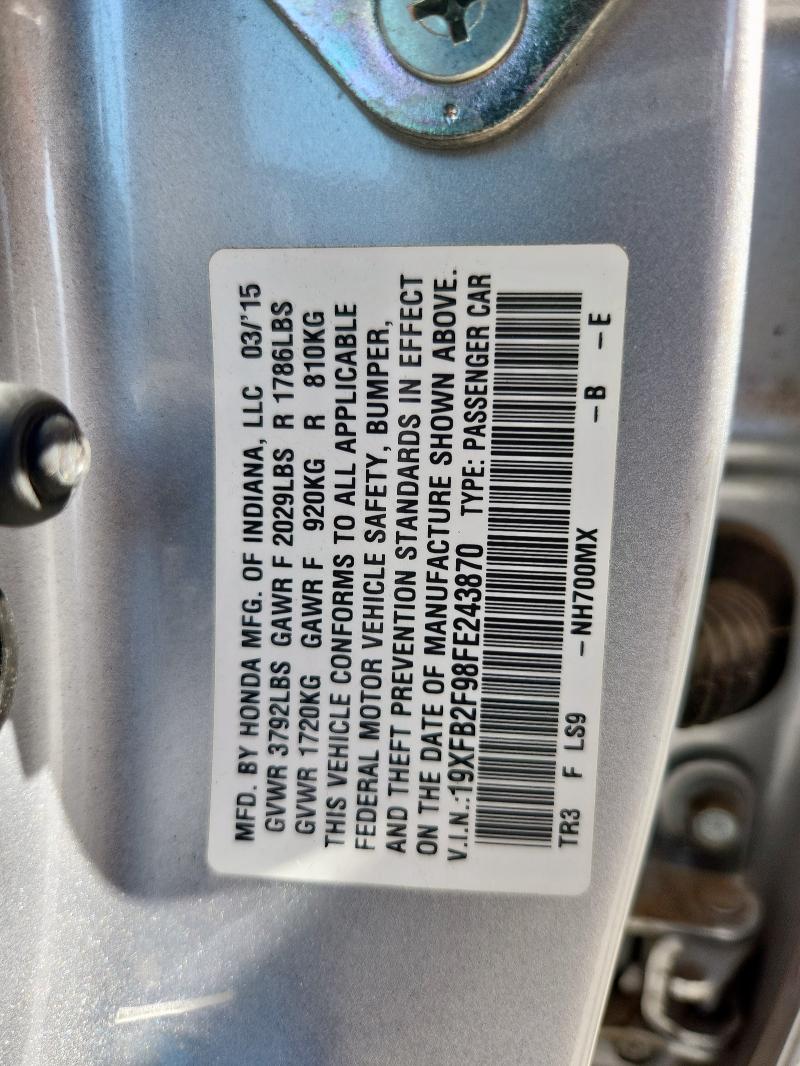 MFD. BY HONDA MFG. OF INDIANA, LLC 03/'15
GVWR 3792LBS GAWR F 2029LBS R 1786LBS
GVWR 1720KG GAWR F 920KG R 810KG
THIS VEHICLE CONFORMS TO ALL APPLICABLE
FEDERAL MOTOR VEHICLE SAFETY, BUMPER,
AND THEFT PREVENTION STANDARDS IN EFFECT
ON THE DATE OF MANUFACTURE SHOWN ABOVE.
V.I.N.:19XFB2F98FE243870 TYPE: PASSENGER CAR
TR3 F LS9 -NH700MX -B -E